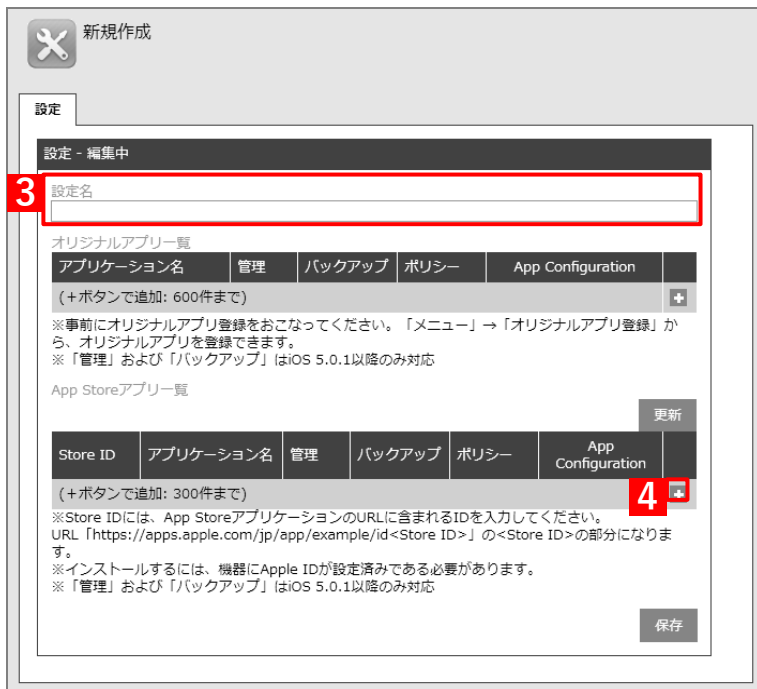 新規作成
設定
設定 - 編集中
3
設定名
オリジナルアプリ一覧
アプリケーション名 管理 バックアップ ポリシー App Configuration
(+ボタンで追加: 600件まで)
※事前にオリジナルアプリ登録をおこなってください。「メニュー」→「オリジナルアプリ登録」か
ら、オリジナルアプリを登録できます。
※「管理」および「バックアップ」はiOS 5.0.1以降のみ対応
App Storeアプリ一覧
更新
Store ID アプリケーション名 管理 バックアップ ポリシー App
Configuration
(+ボタンで追加: 300件まで)
4
※Store IDには、App StoreアプリケーションのURLに含まれるIDを入力してください。
URL「https://apps.apple.com/jp/app/example/id<Store ID>」の<Store ID>の部分になりま
す。
※インストールするには、機器にApple IDが設定済みである必要があります。
※「管理」および「バックアップ」はiOS 5.0.1以降のみ対応
保存